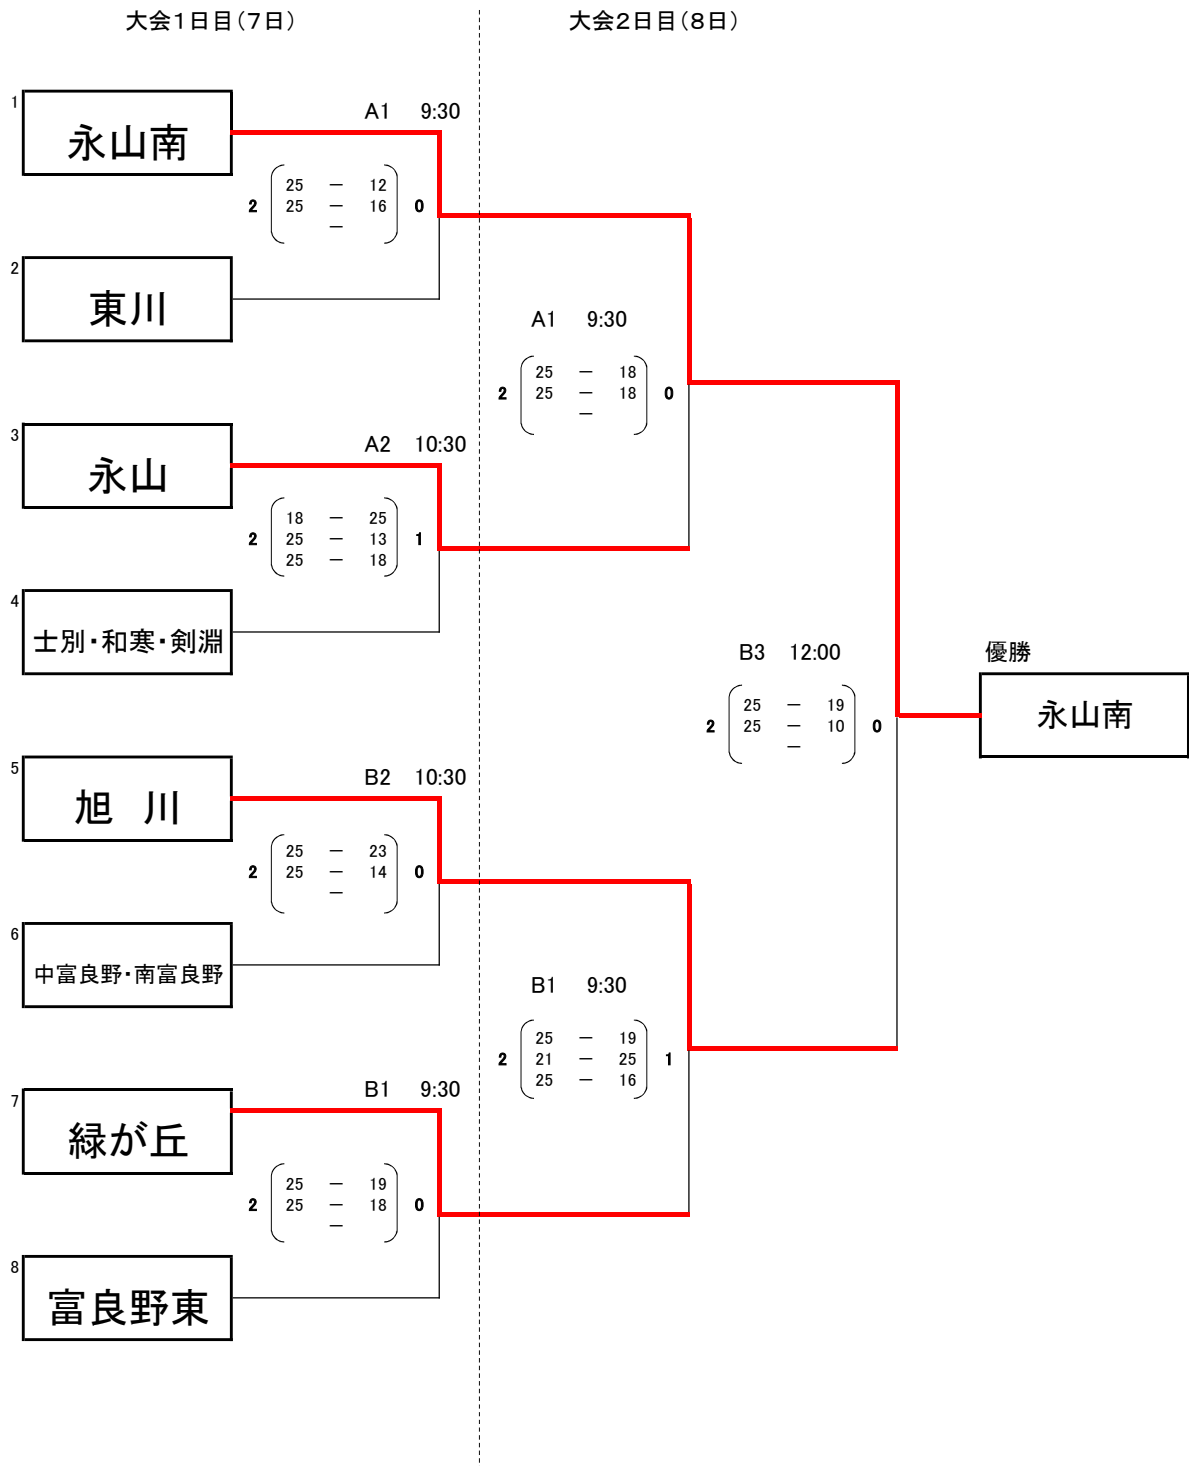 大会1日目(7日)
大会2日目(8日)
1
永山南
A1 9:30
25 － 12
2 25 － 16 0
－
2
東川
A1 9:30
25 － 18
2 25 － 18 0
－
3
永山
A2 10:30
18 － 25
2 25 － 13 1
25 － 18
4
士別・和寒・剣淵
B3 12:00
25 － 19
2 25 － 10 0
－
優勝
永山南
5
旭　川
B2 10:30
25 － 23
2 25 － 14 0
－
6
中富良野・南富良野
B1 9:30
25 － 19
2 21 － 25 1
25 － 16
7
緑が丘
B1 9:30
25 － 19
2 25 － 18 0
－
8
富良野東